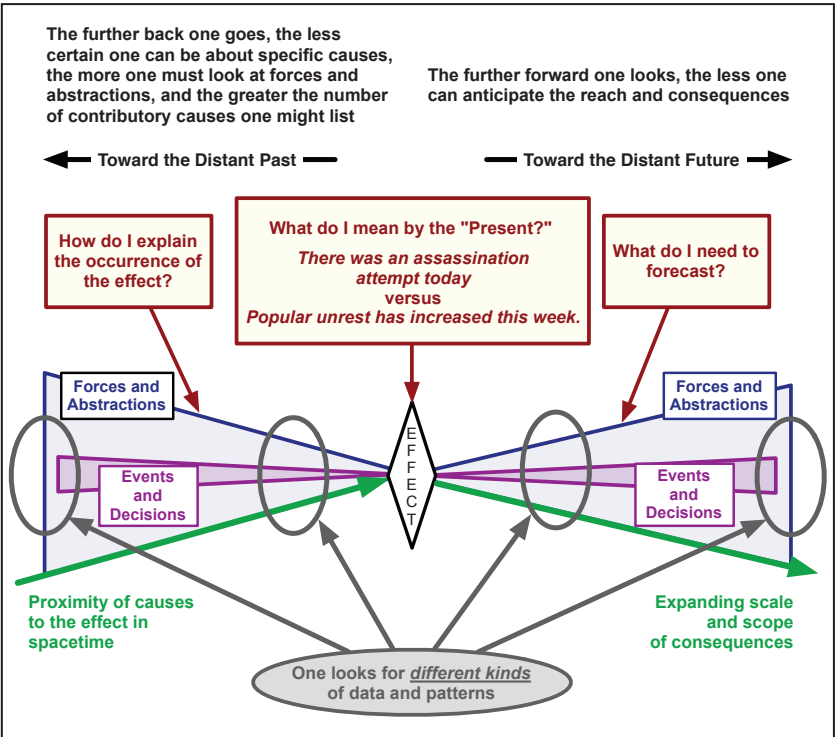 The further back one goes, the less
certain one can be about specific causes,
the more one must look at forces and
abstractions, and the greater the number
of contributory causes one might list
The further forward one looks, the less one
can anticipate the reach and consequences
Toward the Distant Past
Toward the Distant Future
How do I explain
the occurrence of
the effect?
What do I mean by the "Present?"
There was an assassination
attempt today
versus
Popular unrest has increased this week.
What do I need to
forecast?
Forces and
Abstractions
Events
and
Decisions
EFFECT
Forces and
Abstractions
Events
and
Decisions
Proximity of causes
to the effect in
spacetime
Expanding scale
and scope
of consequences
One looks for different kinds
of data and patterns